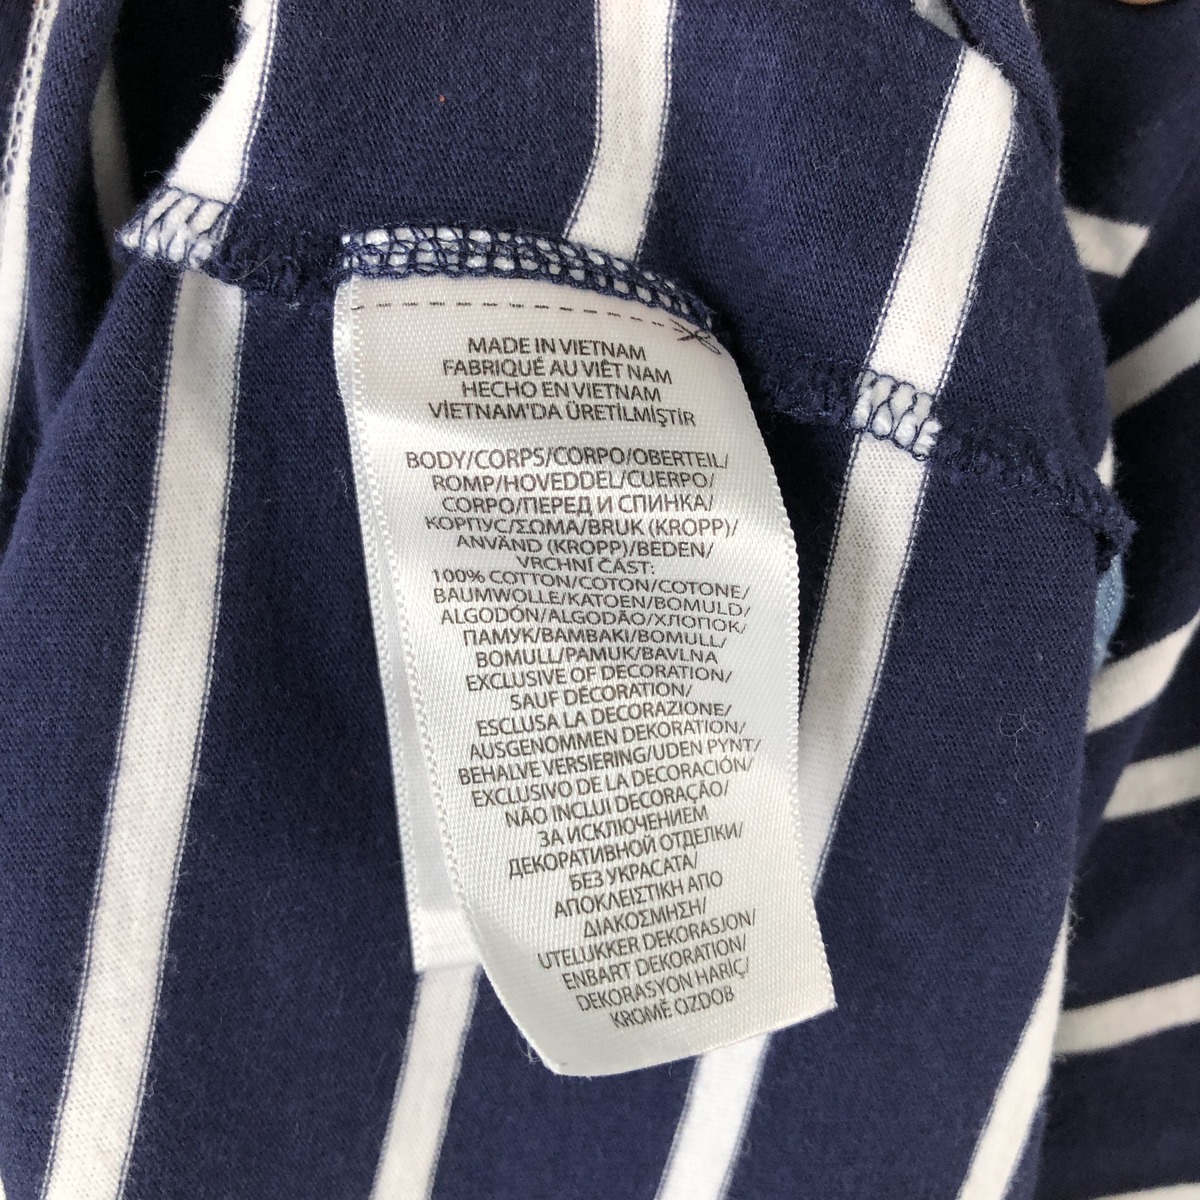 MADE IN VIETNAM
FABRIQUÉ AU VIÊT NAM
HECHO EN VIETNAM
VİETNAM'DA ÜRETİLMİŞTİR
BODY/CORPS/CORPO/OBERTEIL/
ROMP/HOVEDDEL/CUERPO/
CORPO/ПЕРЕД И СПИНКА/
КОРПУС/ΣΩΜΑ/BRUK (KROPP)/
ANVÄND (KROPP)/BEDEN/
VRCHNÍ ČÁST:
100% COTTON/COTON/COTONE/
BAUMWOLLE/KATOEN/BOMULD/
ALGODÓN/ALGODÃO/ХЛОПОК/
ПАМУК/ΒΑΜΒΑΚΙ/BOMULL/
BOMULL/PAMUK/BAVLNA
EXCLUSIVE OF DECORATION/
SAUF DÉCORATION/
ESCLUSA LA DECORAZIONE/
AUSGENOMMEN DEKORATION/
BEHALVE VERSIERING/UDEN PYNT/
EXCLUSIVO DE LA DECORACIÓN/
NÃO INCLUI DECORAÇÃO/
ЗА ИСКЛЮЧЕНИЕМ
ДЕКОРАТИВНОЙ ОТДЕЛКИ/
БЕЗ УКРАСАТА/
ΑΠΟΚΛΕΙΣΤΙΚΗ ΑΠΟ
ΔΙΑΚΟΣΜΗΣΗ/
UTELUKKER DEKORASJON/
ENBART DEKORATION/
DEKORASYON HARİÇ/
KROMĚ OZDOB